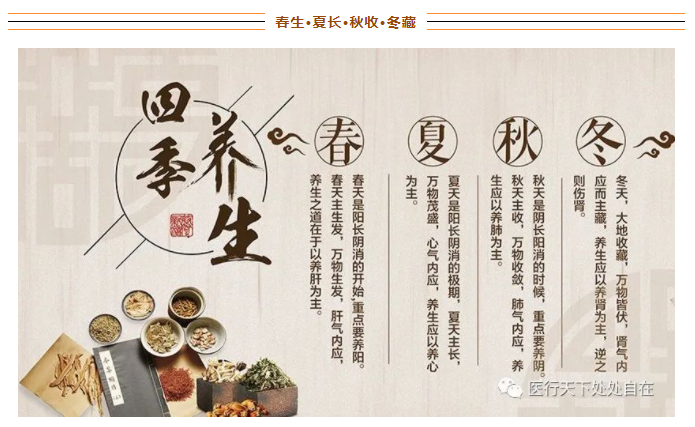 春生•夏长•秋收•冬藏
四季
养生
春
春天是阳长阴消的开始，重点要养阳。
春天主生发，万物生发，肝气内应，
养生之道在于以养肝为主。
夏
夏天是阳长阴消的极期，夏天主长，
万物茂盛，心气内应，养生应以养心
为主。
秋
秋天是阴长阳消的时候，重点要养阴。
秋天主收，万物收敛，肺气内应，养
生应以养肺为主。
冬
冬天，大地收藏，万物皆伏，肾气内
应而主藏，养生应以养肾为主，逆之
则伤肾。
医行天下处处自在